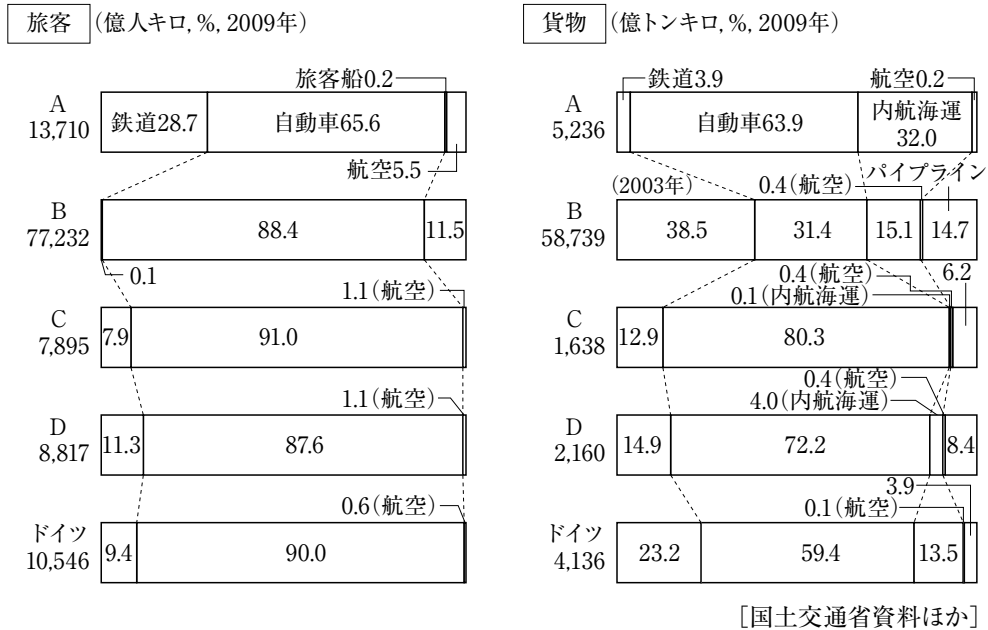 旅客 (億人キロ, %, 2009年)
A
13,710
鉄道28.7
自動車65.6
旅客船0.2
航空5.5
B
77,232
0.1
88.4
11.5
C
7,895
7.9
91.0
1.1(航空)
D
8,817
11.3
87.6
1.1(航空)
ドイツ
10,546
9.4
90.0
0.6(航空)
貨物 (億トンキロ, %, 2009年)
A
5,236
鉄道3.9
自動車63.9
内航海運
32.0
航空0.2
(2003年)
B
58,739
38.5
31.4
15.1
0.4(航空)
パイプライン
14.7
C
1,638
12.9
80.3
0.4(航空)
0.1(内航海運)
6.2
D
2,160
14.9
72.2
0.4(航空)
4.0(内航海運)
8.4
ドイツ
4,136
23.2
59.4
13.5
0.1(航空)
3.9
[国土交通省資料ほか]